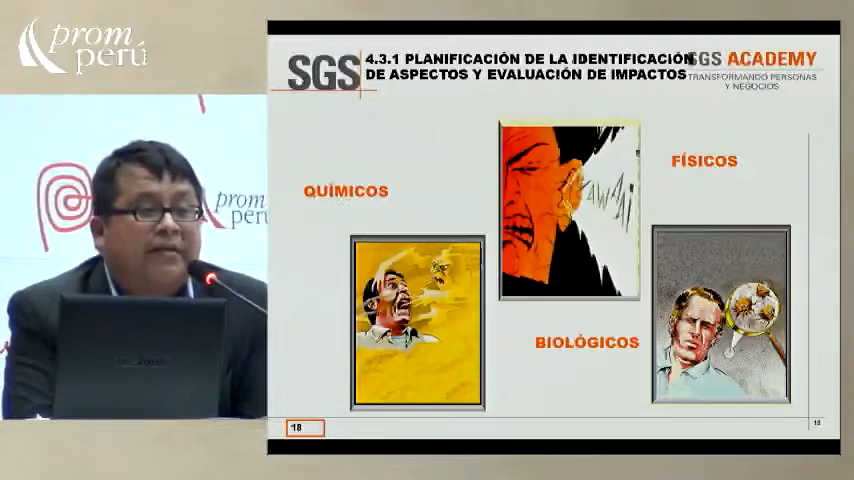 prom
perú
SGS
4.3.1 PLANIFICACIÓN DE LA IDENTIFICACIÓN
DE ASPECTOS Y EVALUACIÓN DE IMPACTOS
SGS ACADEMY
TRANSFORMANDO PERSONAS
Y NEGOCIOS
prom
perú
QUÍMICOS
FÍSICOS
BIOLÓGICOS
18
18